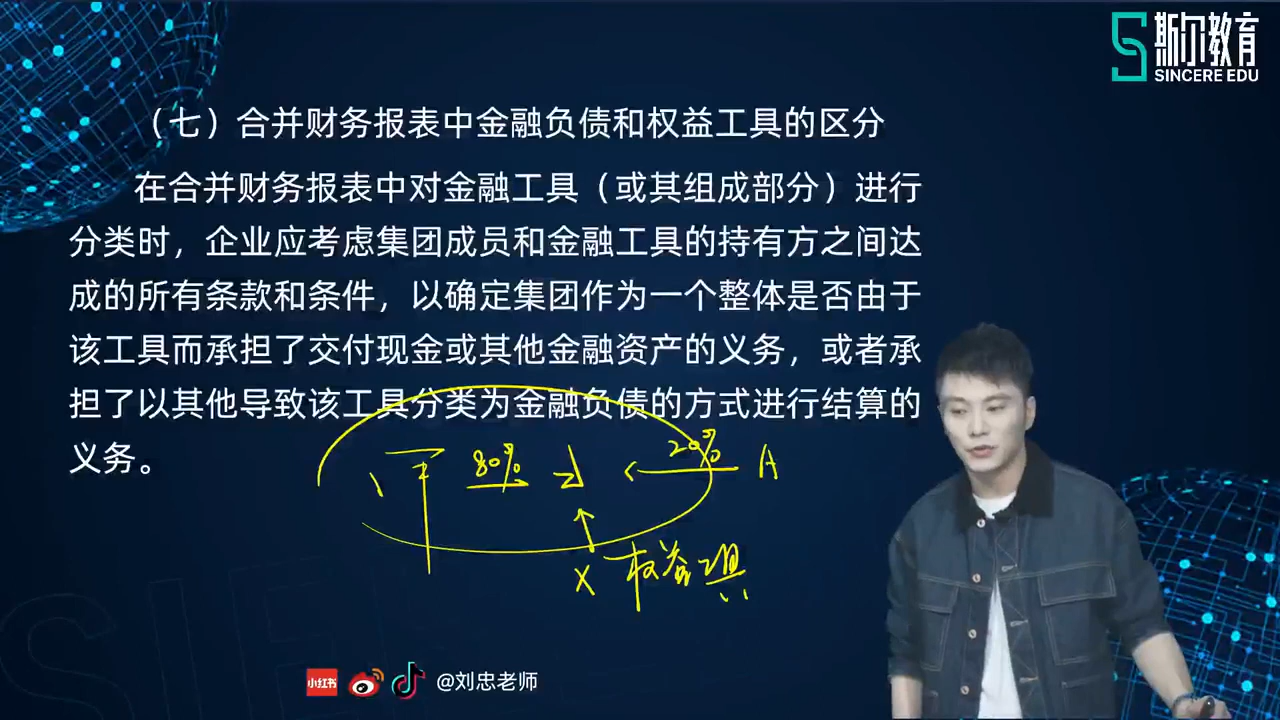 斯尔教育
SINCERE EDU
（七）合并财务报表中金融负债和权益工具的区分
在合并财务报表中对金融工具（或其组成部分）进行
分类时，企业应考虑集团成员和金融工具的持有方之间达
成的所有条款和条件，以确定集团作为一个整体是否由于
该工具而承担了交付现金或其他金融资产的义务，或者承
担了以其他导致该工具分类为金融负债的方式进行结算的
义务。
80%
20%
A
X 权益工具
小红书
@刘忠老师